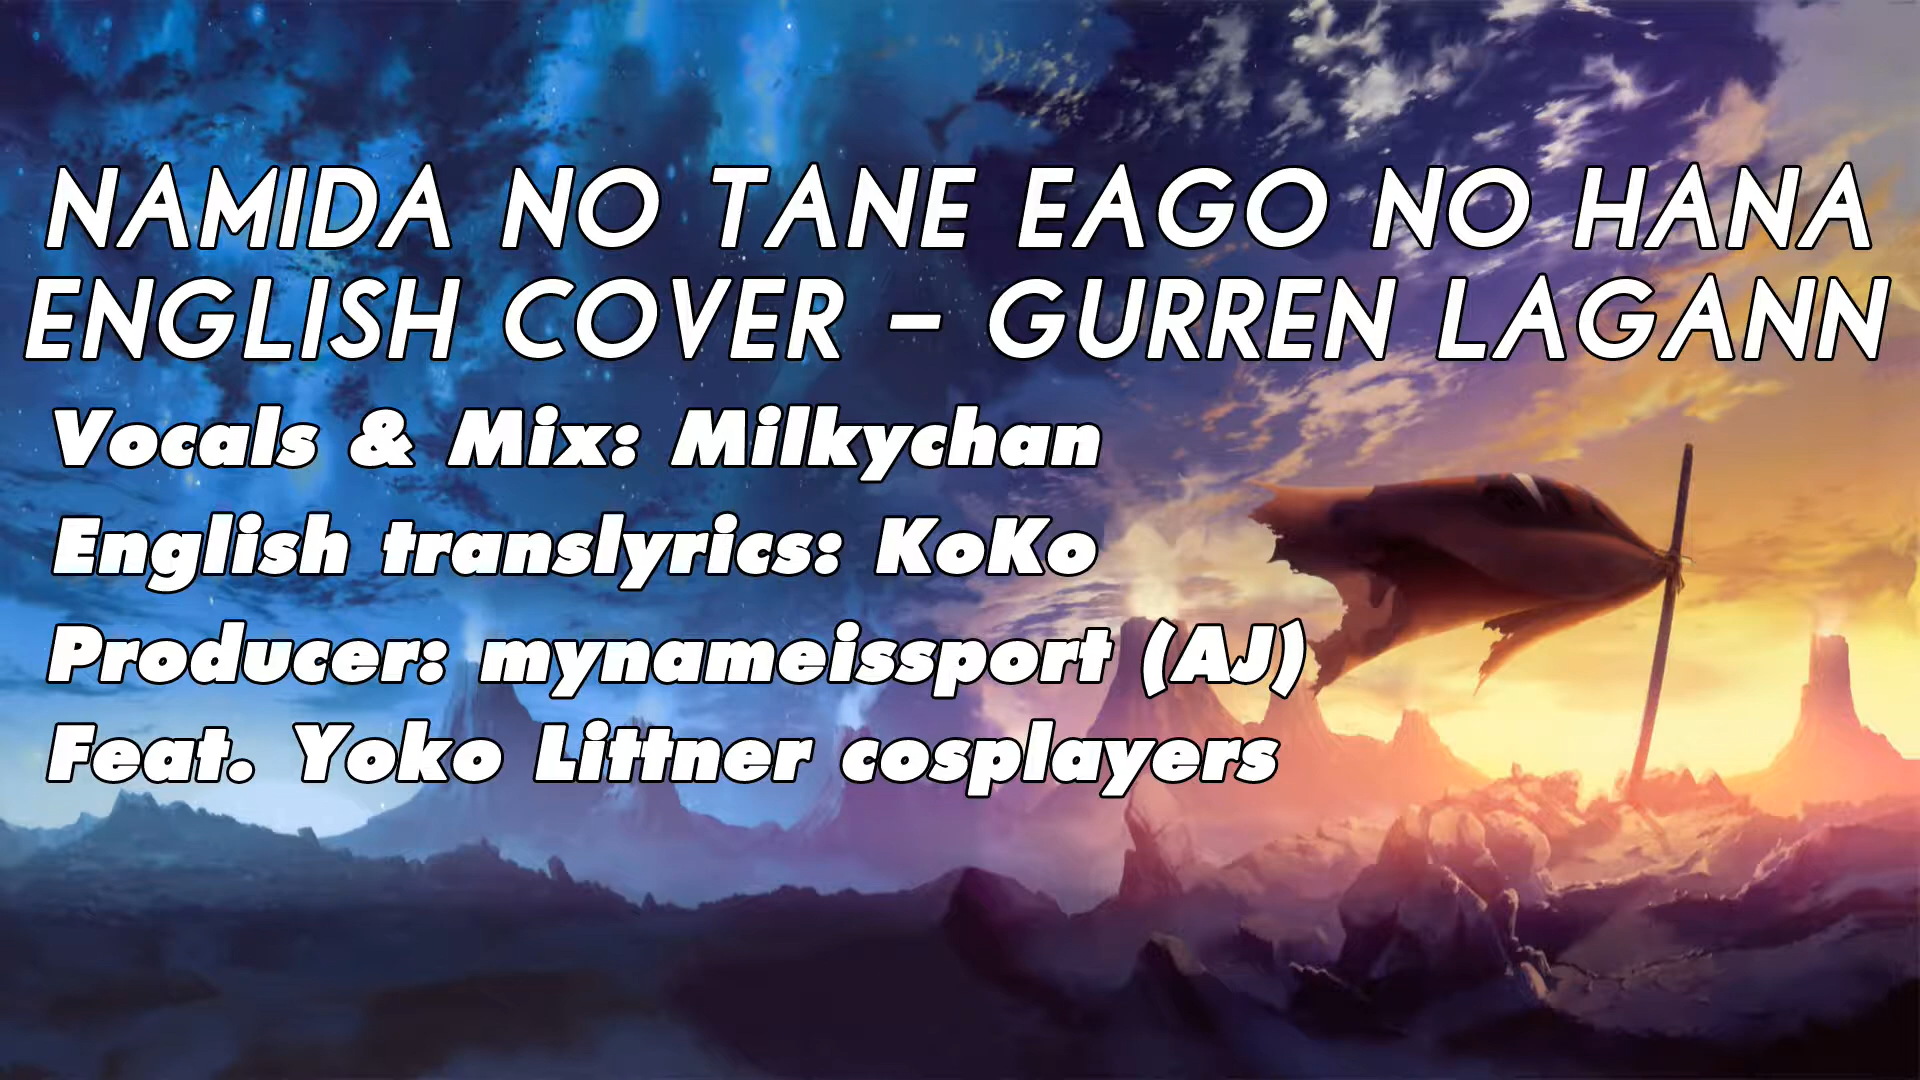 NAMIDA NO TANE EAGO NO HANA
ENGLISH COVER - GURREN LAGANN
Vocals & Mix: Milkychan
English translyrics: KoKo
Producer: mynameissport (AJ)
Feat. Yoko Littner cosplayers